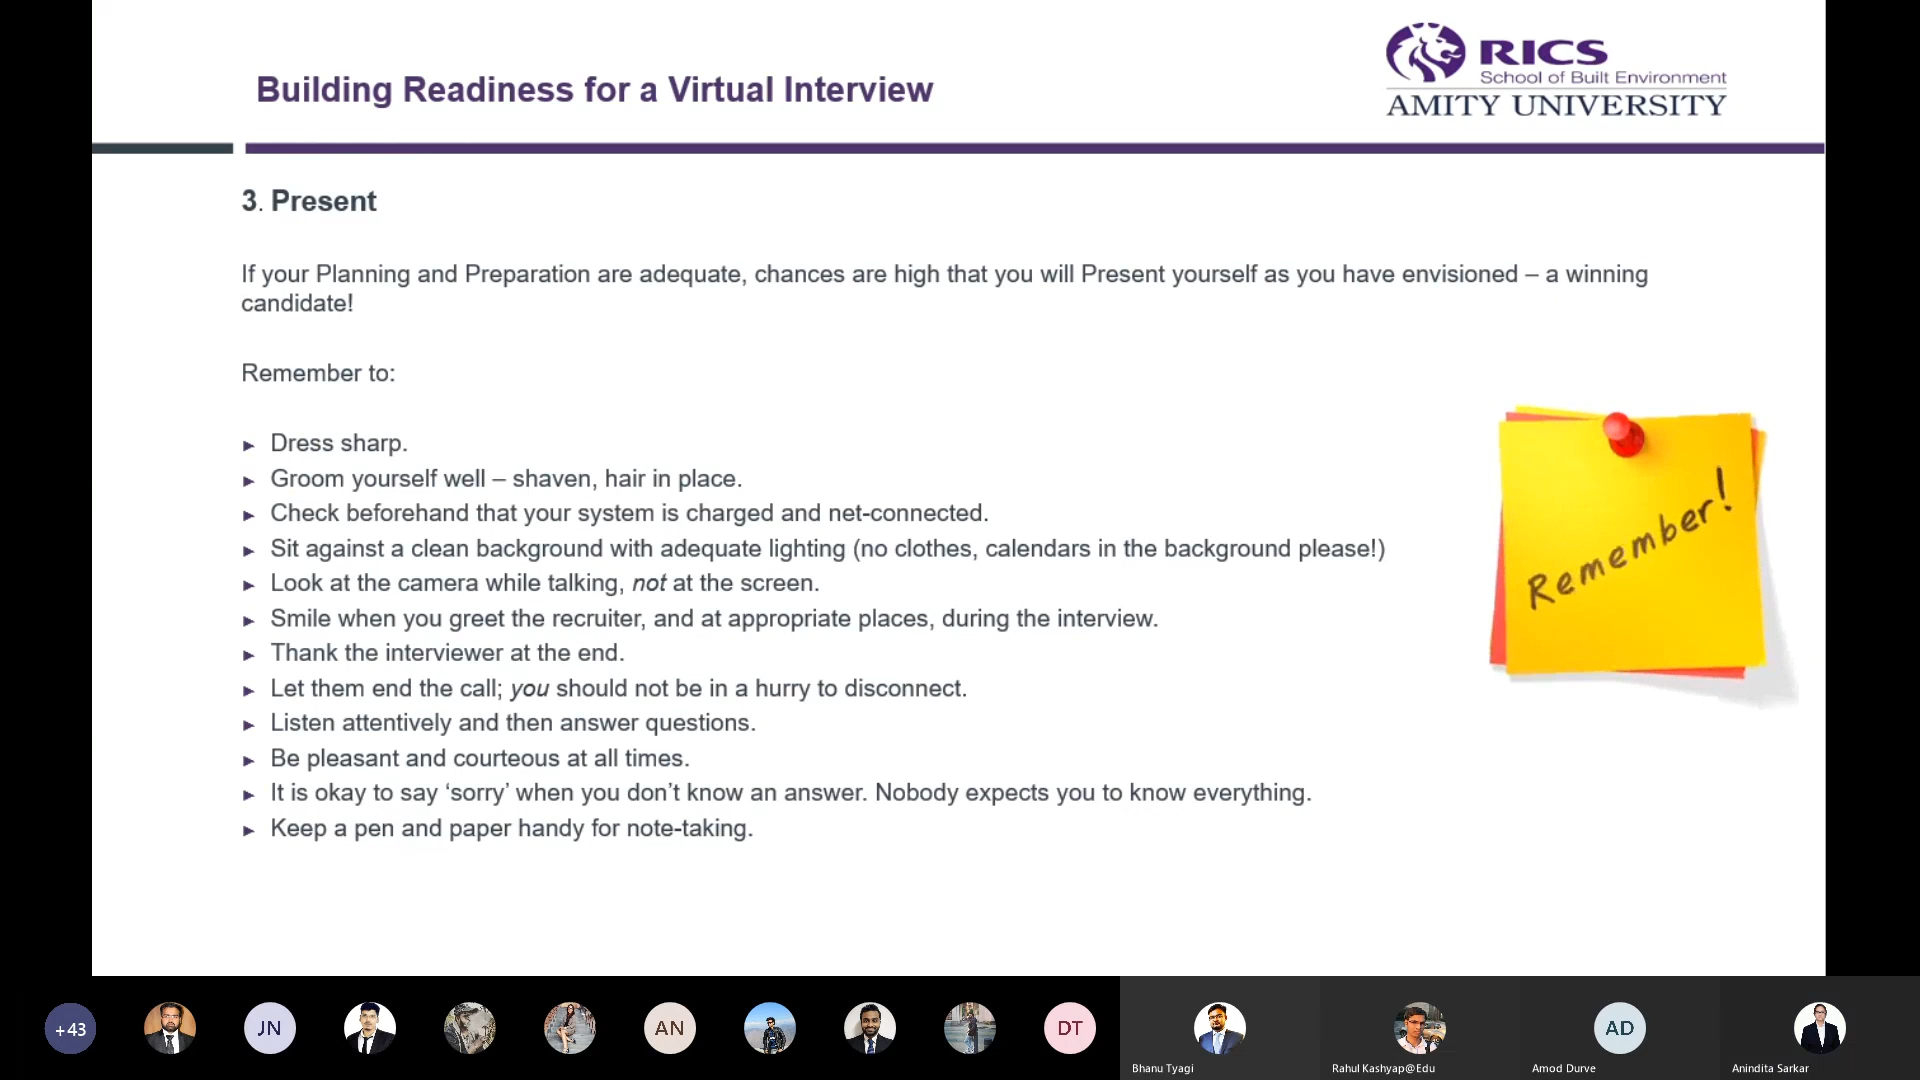 Building Readiness for a Virtual Interview
RICS
School of Built Environment
AMITY UNIVERSITY
3. Present
If your Planning and Preparation are adequate, chances are high that you will Present yourself as you have envisioned – a winning
candidate!
Remember to:
► Dress sharp.
► Groom yourself well – shaven, hair in place.
► Check beforehand that your system is charged and net-connected.
► Sit against a clean background with adequate lighting (no clothes, calendars in the background please!)
► Look at the camera while talking, not at the screen.
► Smile when you greet the recruiter, and at appropriate places, during the interview.
► Thank the interviewer at the end.
► Let them end the call; you should not be in a hurry to disconnect.
► Listen attentively and then answer questions.
► Be pleasant and courteous at all times.
► It is okay to say ‘sorry’ when you don’t know an answer. Nobody expects you to know everything.
► Keep a pen and paper handy for note-taking.
Remember!
+43
JN
AN
DT
AD
Bhanu Tyagi
Rahul Kashyap@Edu
Amod Durve
Anindita Sarkar